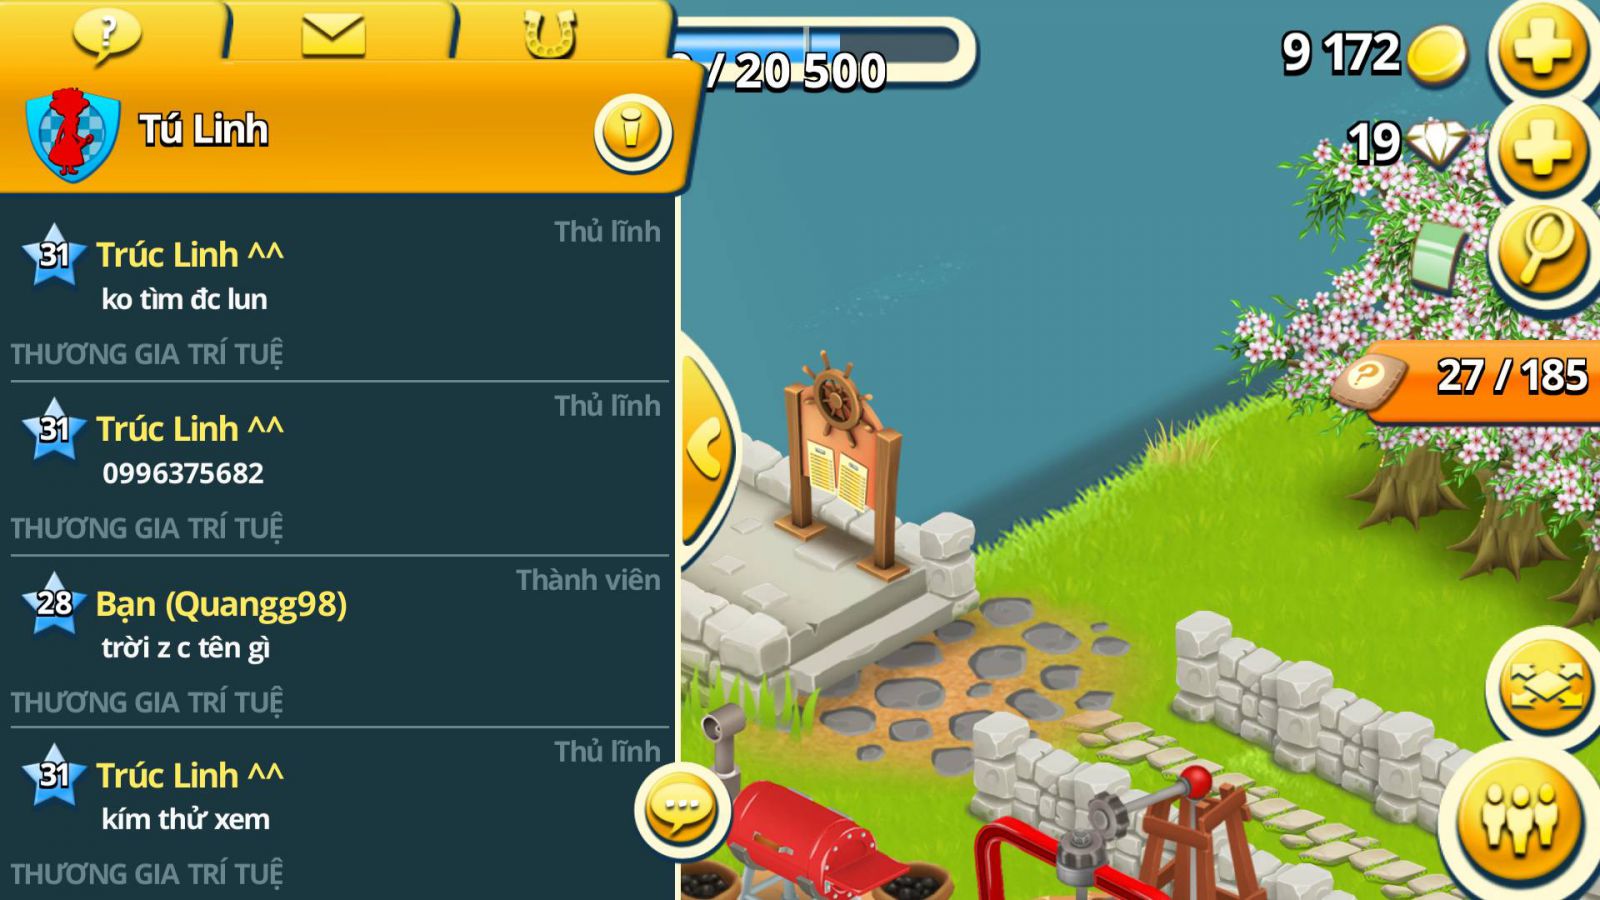 Tú Linh
Thủ lĩnh
31 Trúc Linh ^^
ko tìm đc lun
THƯƠNG GIA TRÍ TUỆ
Thủ lĩnh
31 Trúc Linh ^^
0996375682
THƯƠNG GIA TRÍ TUỆ
Thành viên
28 Bạn (Quangg98)
trời z c tên gì
THƯƠNG GIA TRÍ TUỆ
Thủ lĩnh
31 Trúc Linh ^^
kím thử xem
THƯƠNG GIA TRÍ TUỆ
/ 20 500
9 172
19
27 / 185